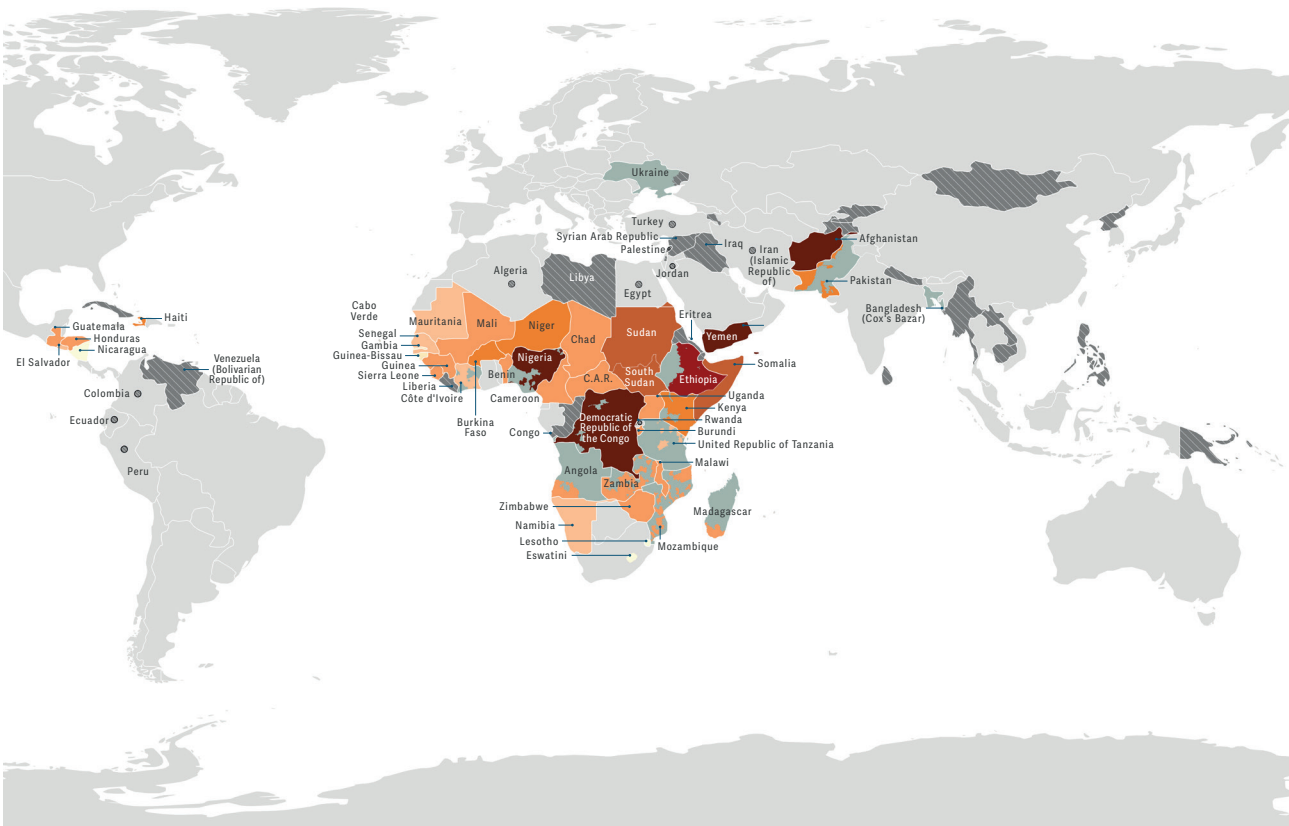 Ukraine
Turkey
Syrian Arab Republic
Palestine
Iraq
Iran
(Islamic
Republic
of)
Afghanistan
Jordan
Pakistan
Algeria
Libya
Egypt
Bangladesh
(Cox's Bazar)
Cabo
Verde
Mauritania
Mali
Niger
Chad
Sudan
Eritrea
Yemen
Haiti
Guatemala
Honduras
Nicaragua
El Salvador
Venezuela
(Bolivarian
Republic of)
Colombia
Ecuador
Peru
Senegal
Gambia
Guinea-Bissau
Guinea
Sierra Leone
Liberia
Côte d'Ivoire
Burkina
Faso
Benin
Nigeria
Cameroon
C.A.R.
South
Sudan
Ethiopia
Somalia
Uganda
Kenya
Rwanda
Burundi
United Republic of Tanzania
Congo
Democratic
Republic of
the Congo
Angola
Zambia
Malawi
Zimbabwe
Namibia
Lesotho
Eswatini
Mozambique
Madagascar